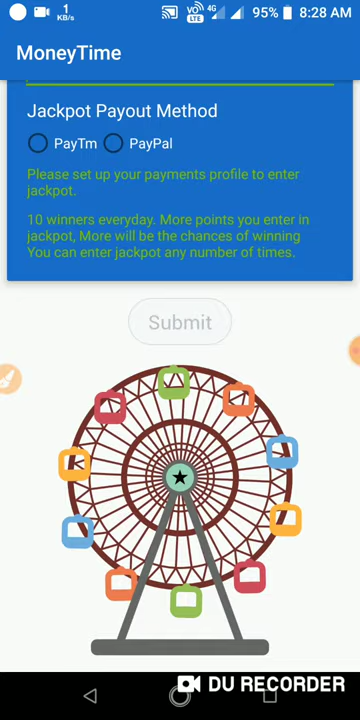 1
KB/s
VO
LTE
4G
95%
8:28 AM
MoneyTime
Jackpot Payout Method
PayTm
PayPal
Please set up your payments profile to enter
jackpot.
10 winners everyday. More points you enter in
jackpot, More will be the chances of winning
You can enter jackpot any number of times.
Submit
DU RECORDER